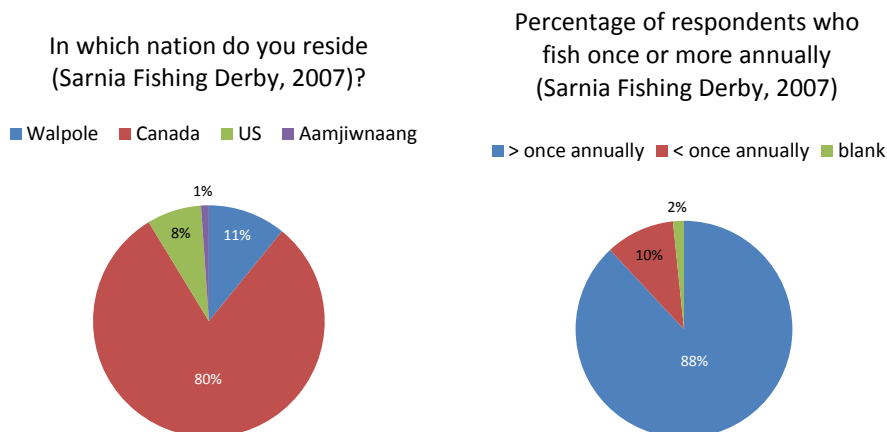 In which nation do you reside
(Sarnia Fishing Derby, 2007)?
Walpole Canada US Aamjiwnaang
1%
8%
11%
80%
Percentage of respondents who
fish once or more annually
(Sarnia Fishing Derby, 2007)
> once annually < once annually blank
2%
10%
88%